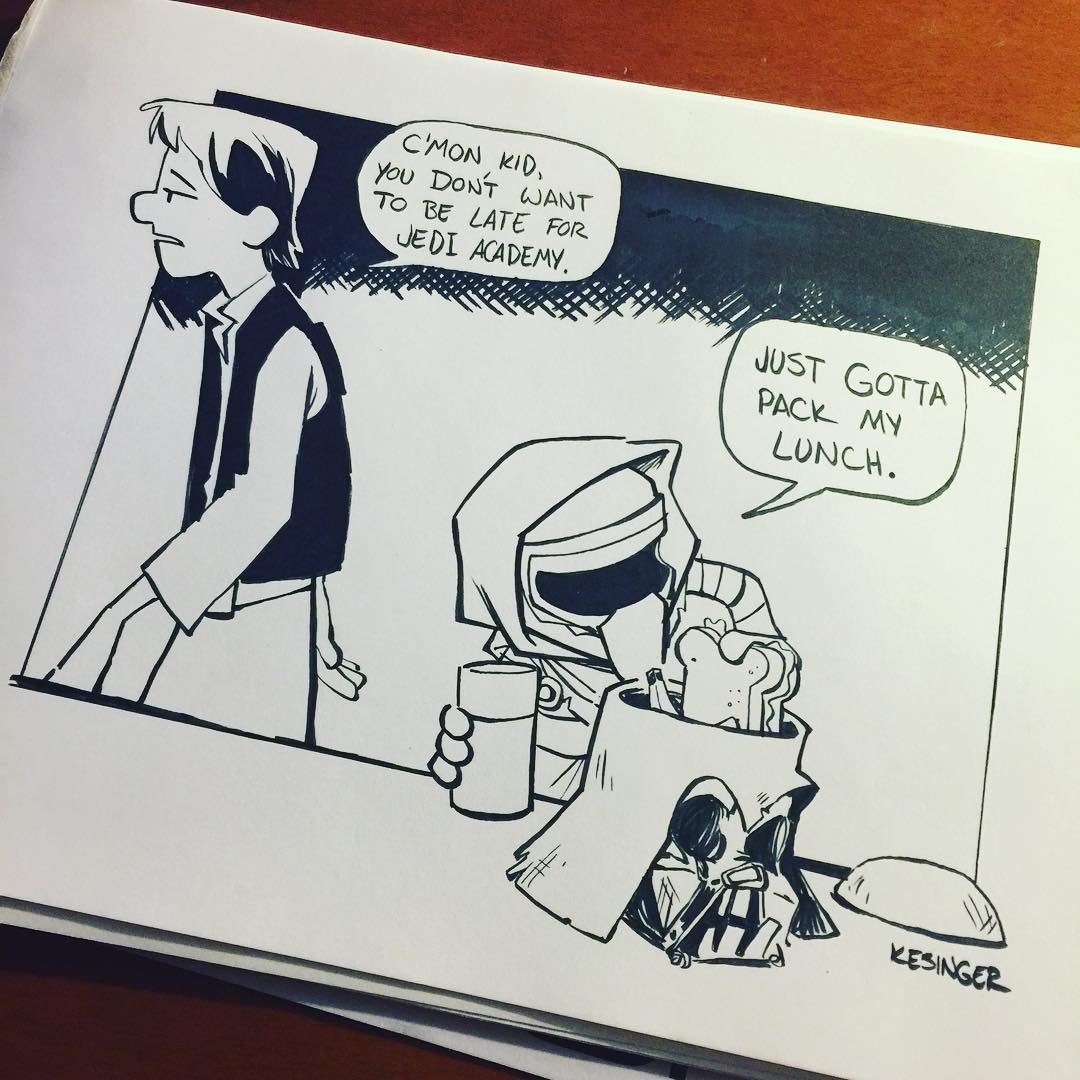 C'MON, KID,
YOU DON'T WANT
TO BE LATE FOR
JEDI ACADEMY.
JUST GOTTA
PACK MY
LUNCH.
KESINGER